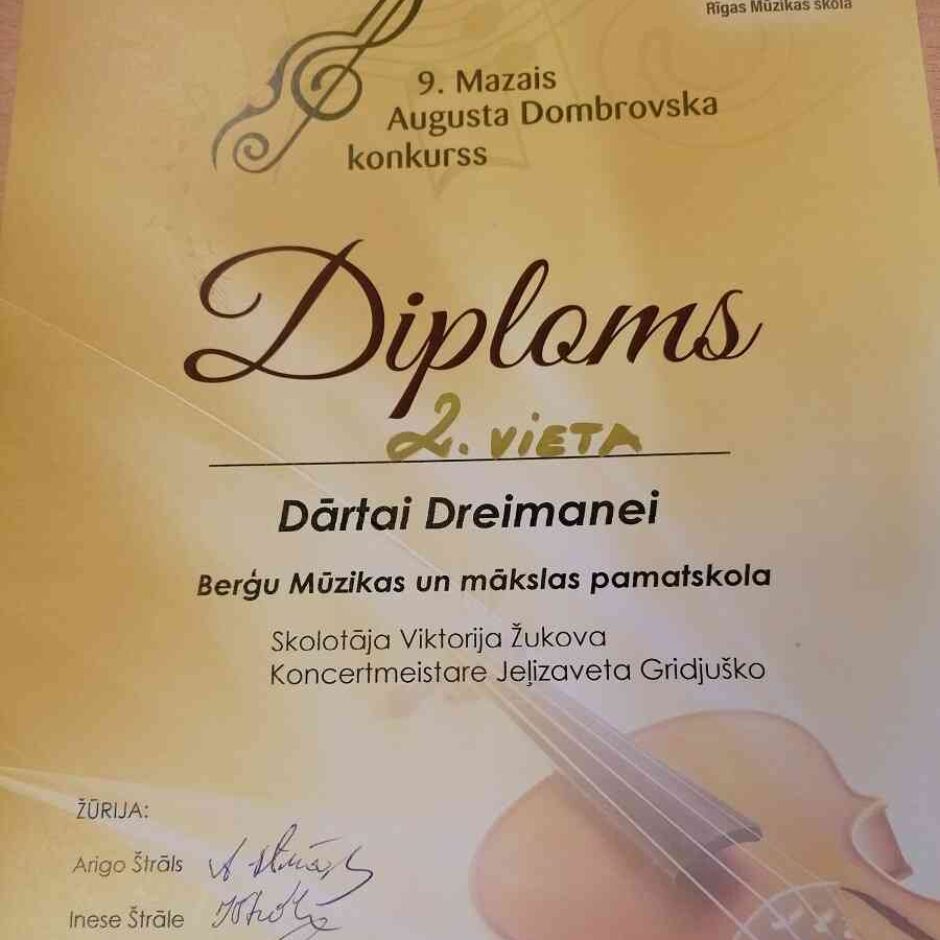 Rīgas Mūzikas skola
9. Mazais
Augusta Dombrovska
konkurss
Diploms
2. VIETA
Dārtai Dreimanei
Berģu Mūzikas un mākslas pamatskola
Skolotāja Viktorija Žukova
Koncertmeistare Jeļizaveta Gridjuško
ŽŪRIJA:
Arigo Štrāls
Inese Štrāle